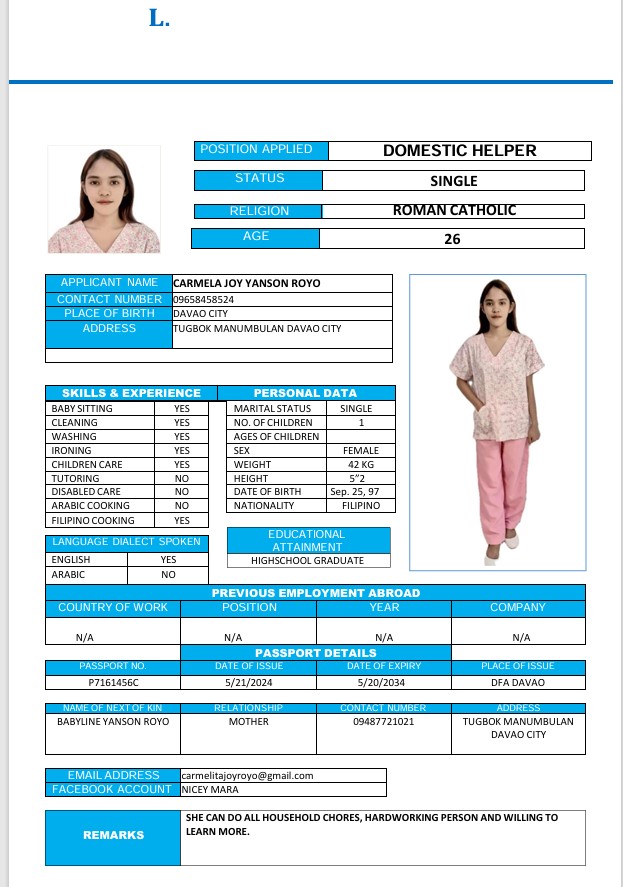 L.
POSITION APPLIED DOMESTIC HELPER
STATUS SINGLE
RELIGION ROMAN CATHOLIC
AGE 26
APPLICANT NAME CARMELA JOY YANSON ROYO
CONTACT NUMBER 09658458524
PLACE OF BIRTH DAVAO CITY
ADDRESS TUGBOK MANUMBULAN DAVAO CITY
SKILLS & EXPERIENCE PERSONAL DATA
BABY SITTING YES MARITAL STATUS SINGLE
CLEANING YES NO. OF CHILDREN 1
WASHING YES AGES OF CHILDREN
IRONING YES SEX FEMALE
CHILDREN CARE YES WEIGHT 42 KG
TUTORING NO HEIGHT 5"2
DISABLED CARE NO DATE OF BIRTH Sep. 25, 97
ARABIC COOKING NO NATIONALITY FILIPINO
FILIPINO COOKING YES
LANGUAGE DIALECT SPOKEN
ENGLISH YES
ARABIC NO
EDUCATIONAL
ATTAINMENT
HIGHSCHOOL GRADUATE
PREVIOUS EMPLOYMENT ABROAD
COUNTRY OF WORK POSITION YEAR COMPANY
N/A N/A N/A N/A
PASSPORT DETAILS
PASSPORT NO. DATE OF ISSUE DATE OF EXPIRY PLACE OF ISSUE
P7161456C 5/21/2024 5/20/2034 DFA DAVAO
NAME OF NEXT OF KIN RELATIONSHIP CONTACT NUMBER ADDRESS
BABYLINE YANSON ROYO MOTHER 09487721021 TUGBOK MANUMBULAN
DAVAO CITY
EMAIL ADDRESS carmelitajoyroyo@gmail.com
FACEBOOK ACCOUNT NICEY MARA
REMARKS
SHE CAN DO ALL HOUSEHOLD CHORES, HARDWORKING PERSON AND WILLING TO
LEARN MORE.